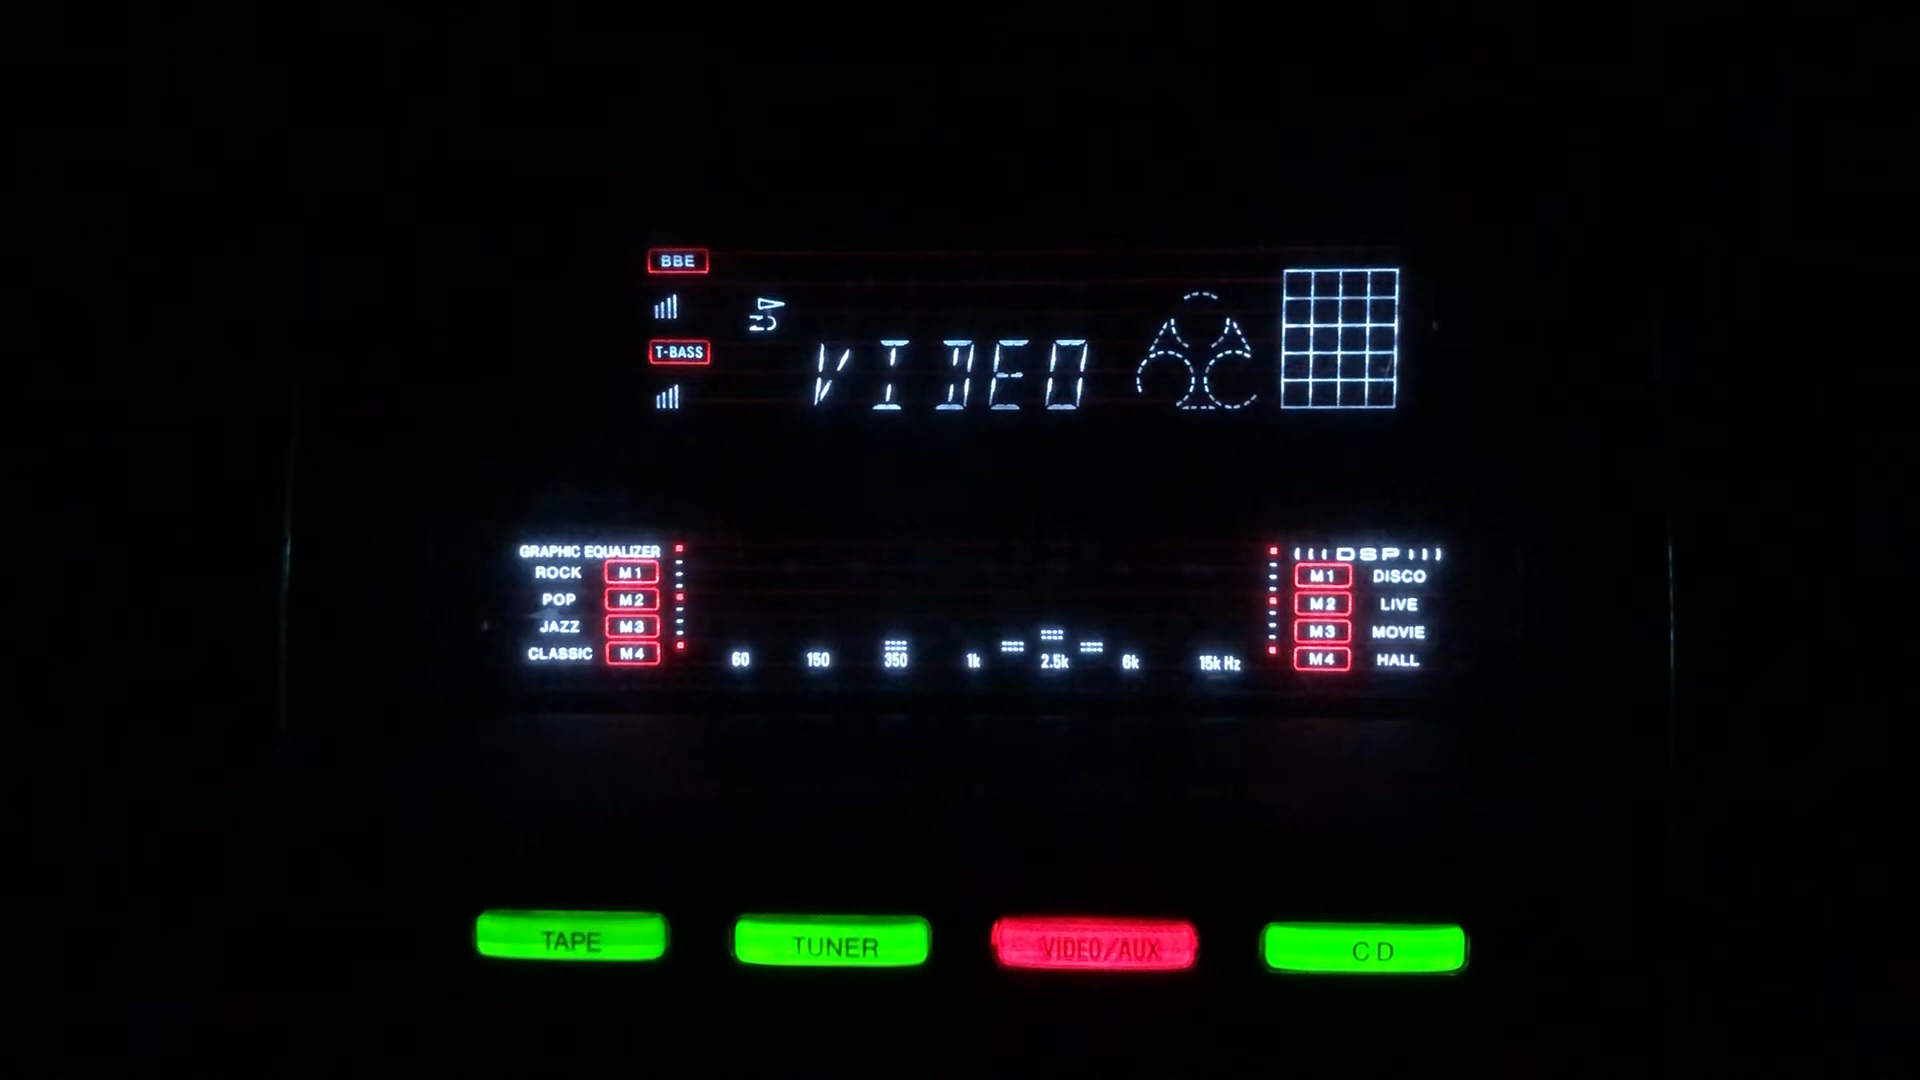 BBE
T-BASS
VIDEO
GRAPHIC EQUALIZER
ROCK M1
POP M2
JAZZ M3
CLASSIC M4
60 150 350 1k 2.5k 6k 15k Hz
DSP
M1 DISCO
M2 LIVE
M3 MOVIE
M4 HALL
TAPE TUNER VIDEO/AUX CD